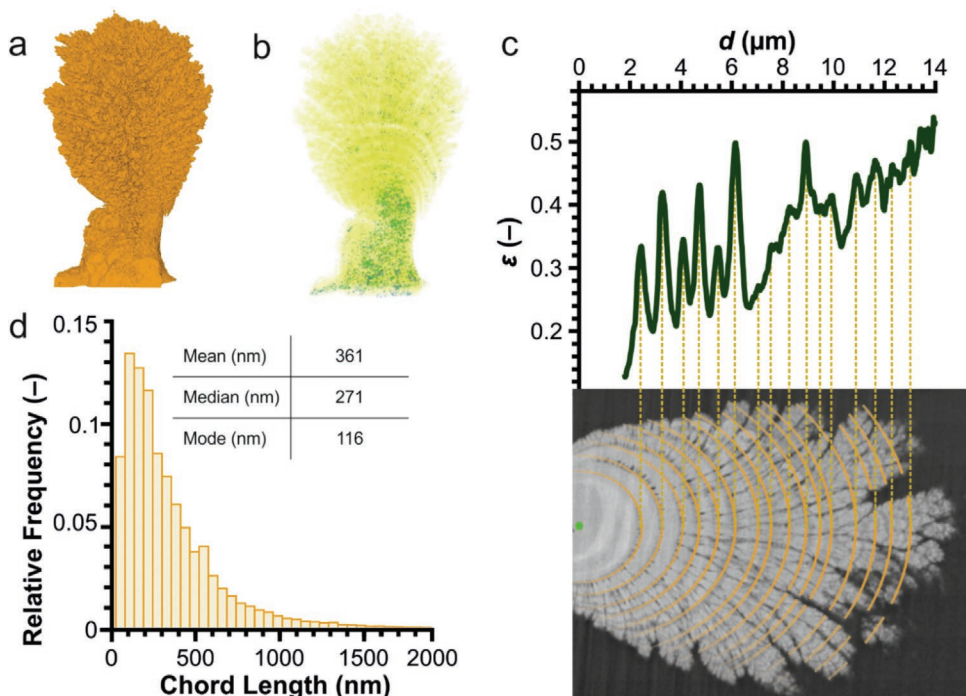 a
b
c
d (µm)
0 2 4 6 8 10 12 14
0.5
0.4
0.3
0.2
ε (–)
d
0.15
0.1
0.05
0
Relative Frequency (–)
Mean (nm) 361
Median (nm) 271
Mode (nm) 116
0 500 1000 1500 2000
Chord Length (nm)